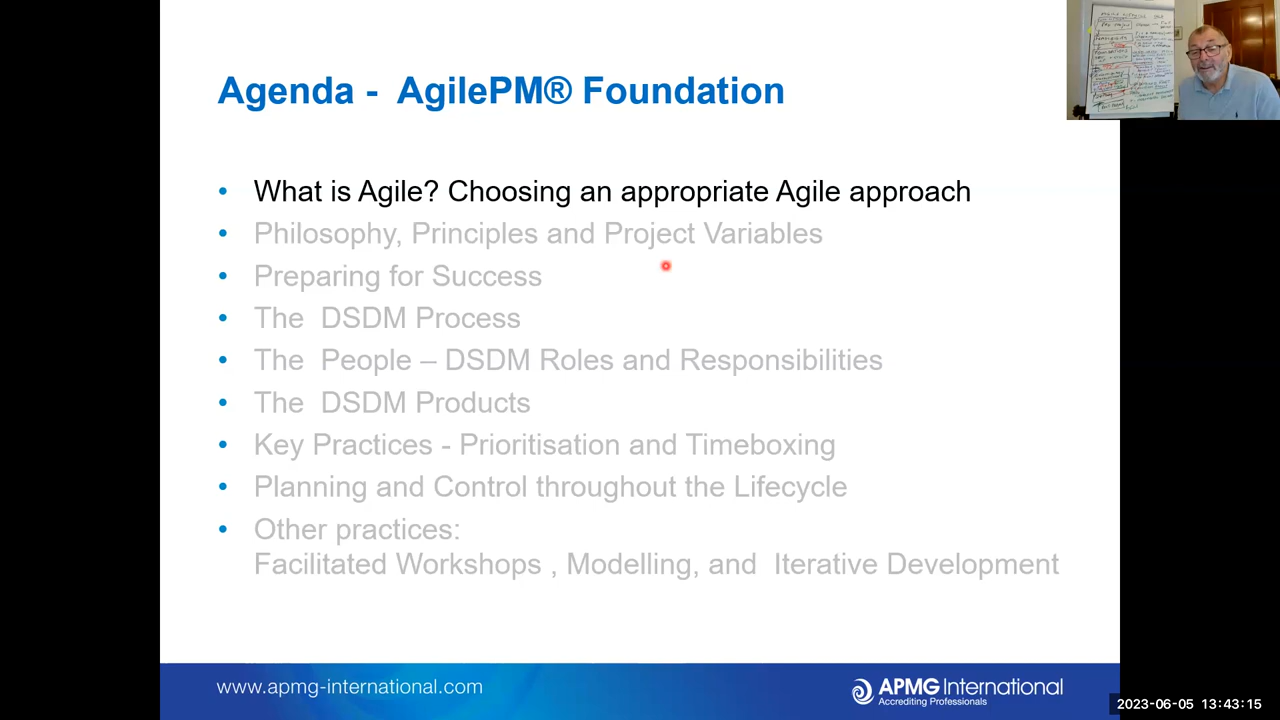 Agenda -  AgilePM® Foundation
• What is Agile? Choosing an appropriate Agile approach
• Philosophy, Principles and Project Variables
• Preparing for Success
• The  DSDM Process
• The  People – DSDM Roles and Responsibilities
• The  DSDM Products
• Key Practices - Prioritisation and Timeboxing
• Planning and Control throughout the Lifecycle
• Other practices:
Facilitated Workshops , Modelling, and  Iterative Development
www.apmg-international.com
APMG International
Accrediting Professionals
2023-06-05 13:43:15